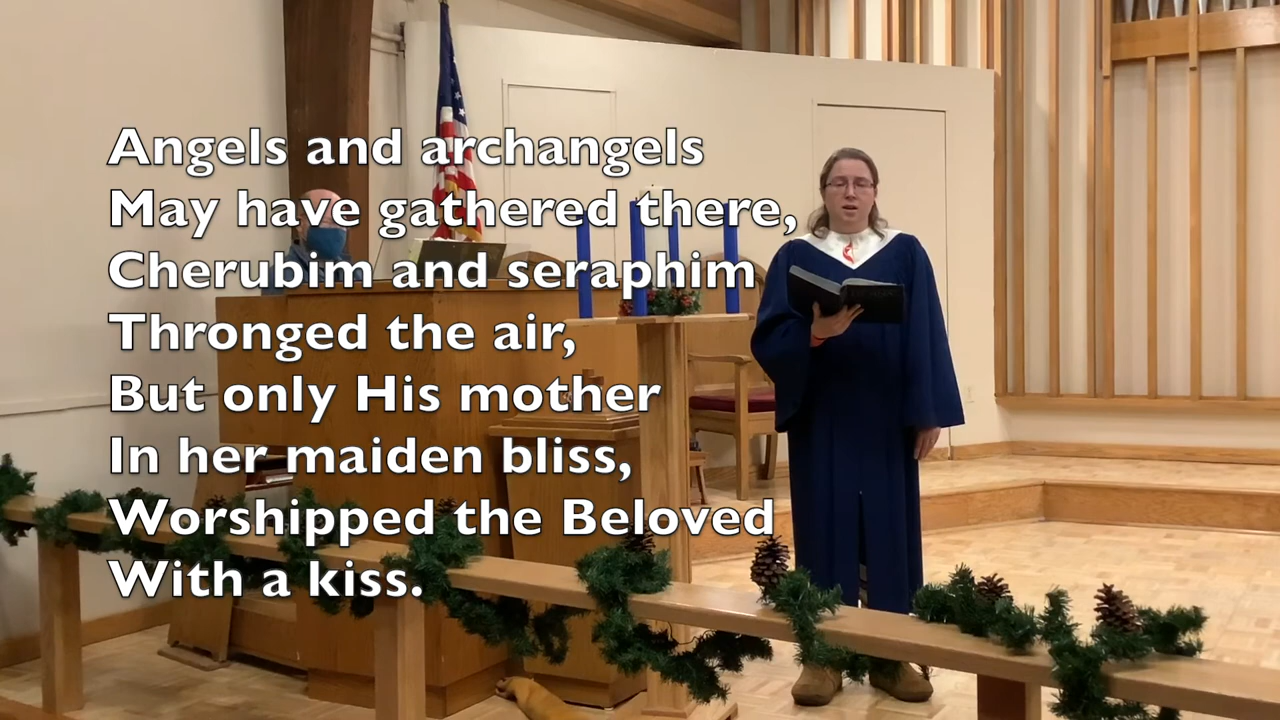 Angels and archangels
May have gathered there,
Cherubim and seraphim
Thronged the air,
But only His mother
In her maiden bliss,
Worshipped the Beloved
With a kiss.